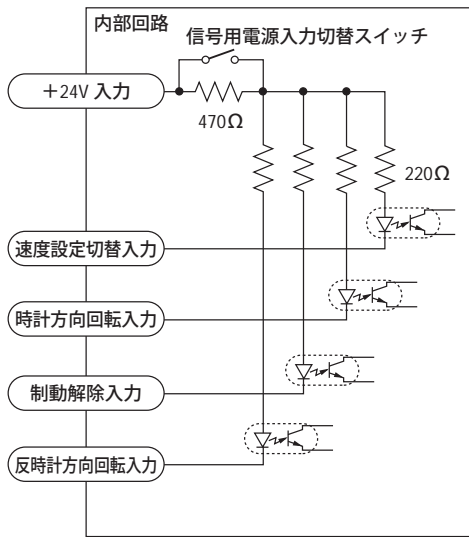 内部回路
信号用電源入力切替スイッチ
＋24V 入力
470Ω
220Ω
速度設定切替入力
時計方向回転入力
制動解除入力
反時計方向回転入力